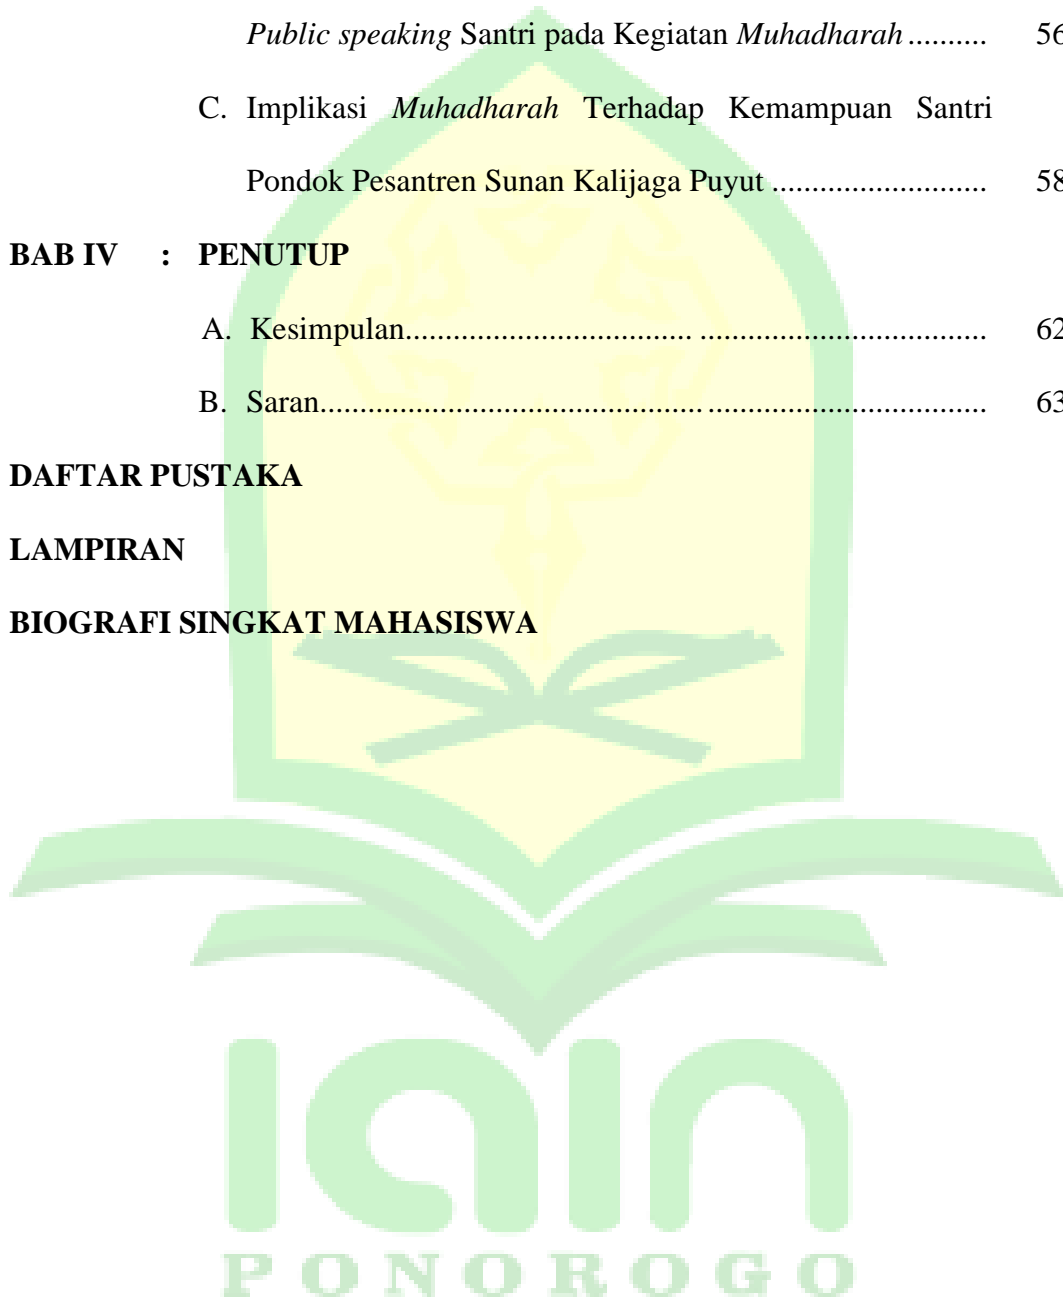 Public speaking Santri pada Kegiatan Muhadharah .......... 56
C. Implikasi Muhadharah Terhadap Kemampuan Santri
Pondok Pesantren Sunan Kalijaga Puyut .......................... 58
BAB IV : PENUTUP
A. Kesimpulan.................................. .................................. 62
B. Saran............................................. ................................. 63
DAFTAR PUSTAKA
LAMPIRAN
BIOGRAFI SINGKAT MAHASISWA
iain
PONOROGO